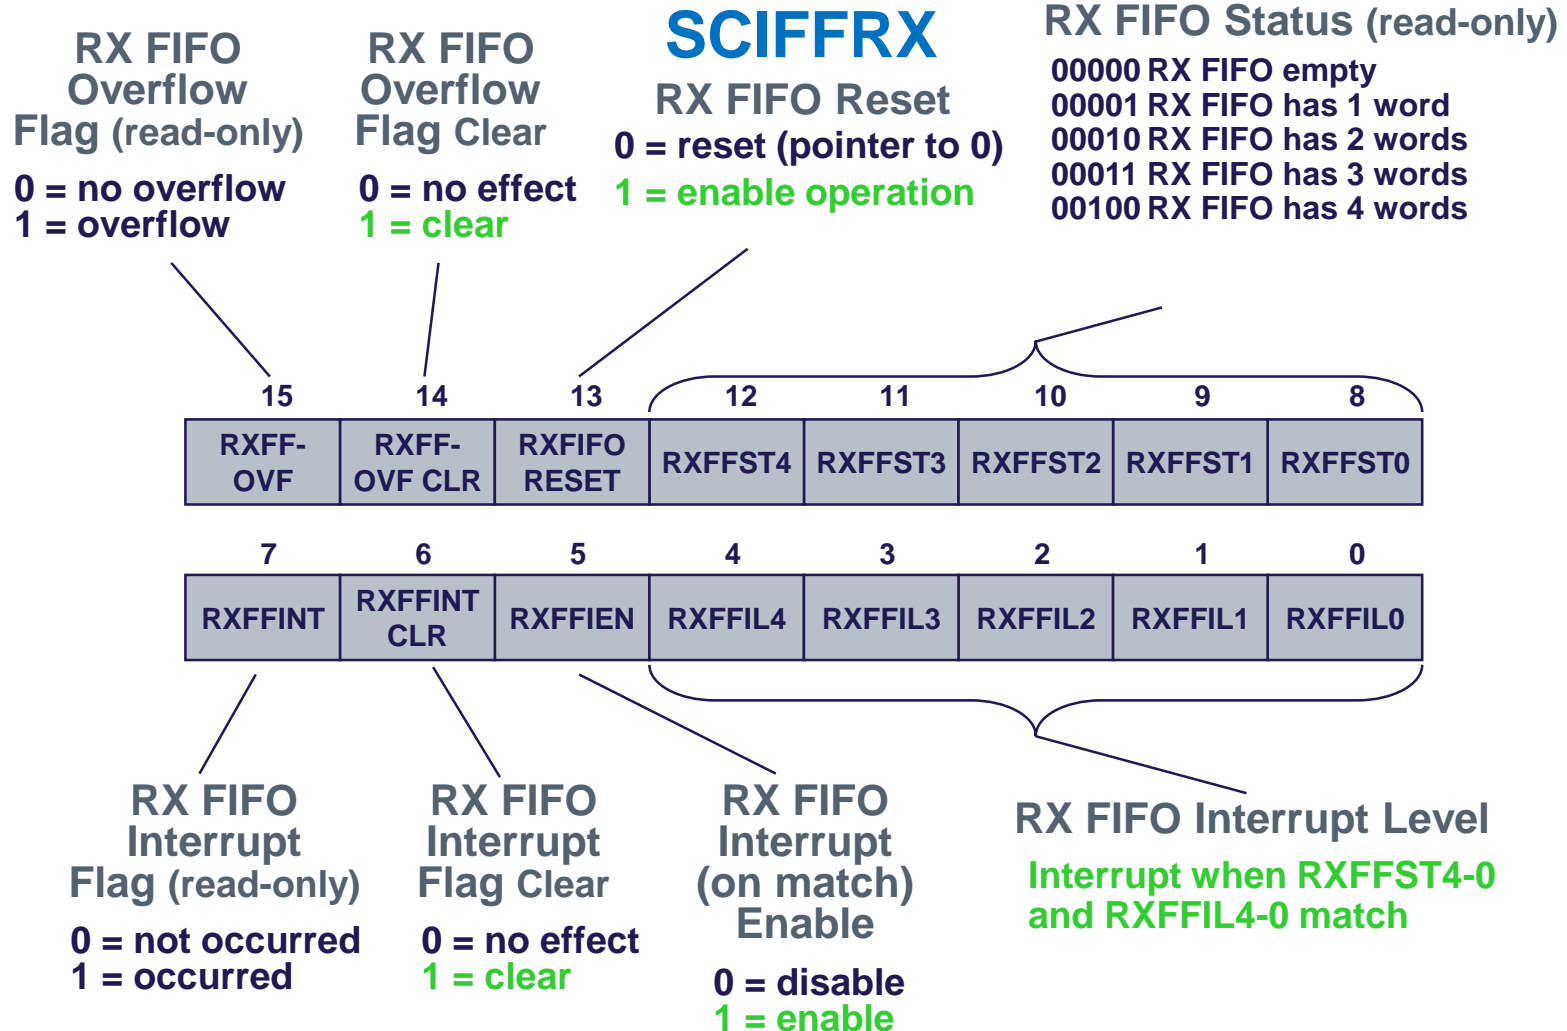 SCIFFRX
RX FIFO
Overflow
Flag (read-only)
0 = no overflow
1 = overflow
RX FIFO
Overflow
Flag Clear
0 = no effect
1 = clear
RX FIFO Reset
0 = reset (pointer to 0)
1 = enable operation
RX FIFO Status (read-only)
00000 RX FIFO empty
00001 RX FIFO has 1 word
00010 RX FIFO has 2 words
00011 RX FIFO has 3 words
00100 RX FIFO has 4 words
15 14 13 12 11 10 9 8
RXFF-
OVF
RXFF-
OVF CLR
RXFIFO
RESET
RXFFST4 RXFFST3 RXFFST2 RXFFST1 RXFFST0
7 6 5 4 3 2 1 0
RXFFINT
RXFFINT
CLR
RXFFIEN RXFFIL4 RXFFIL3 RXFFIL2 RXFFIL1 RXFFIL0
RX FIFO
Interrupt
Flag (read-only)
0 = not occurred
1 = occurred
RX FIFO
Interrupt
Flag Clear
0 = no effect
1 = clear
RX FIFO
Interrupt
(on match)
Enable
0 = disable
1 = enable
RX FIFO Interrupt Level
Interrupt when RXFFST4-0
and RXFFIL4-0 match